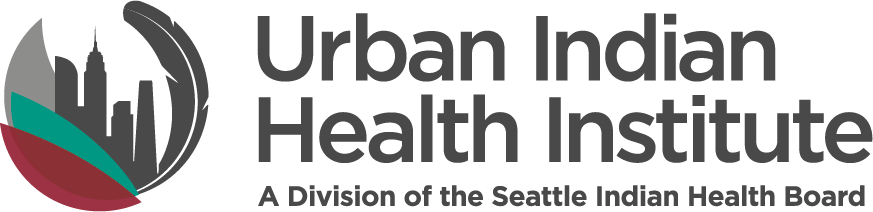 Urban Indian
Health Institute
A Division of the Seattle Indian Health Board